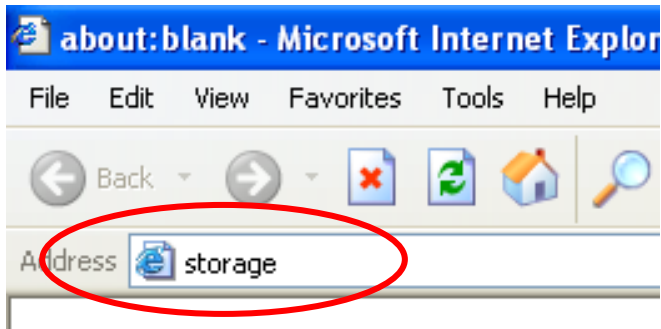 about:blank - Microsoft Internet Explor
File Edit View Favorites Tools Help
Back
Address storage